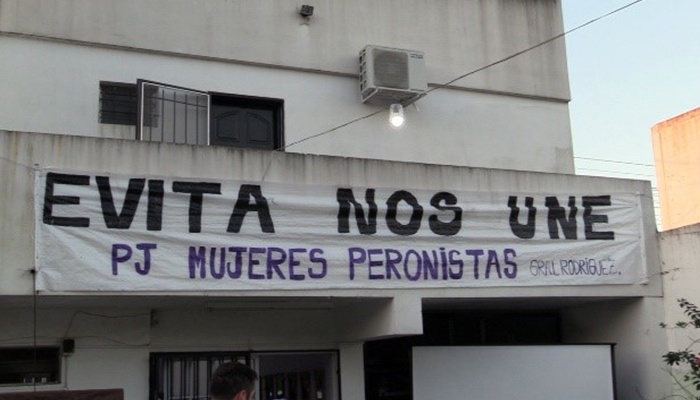 EVITA NOS UNE
PJ MUJERES PERONISTAS GRAL RODRIGUEZ.